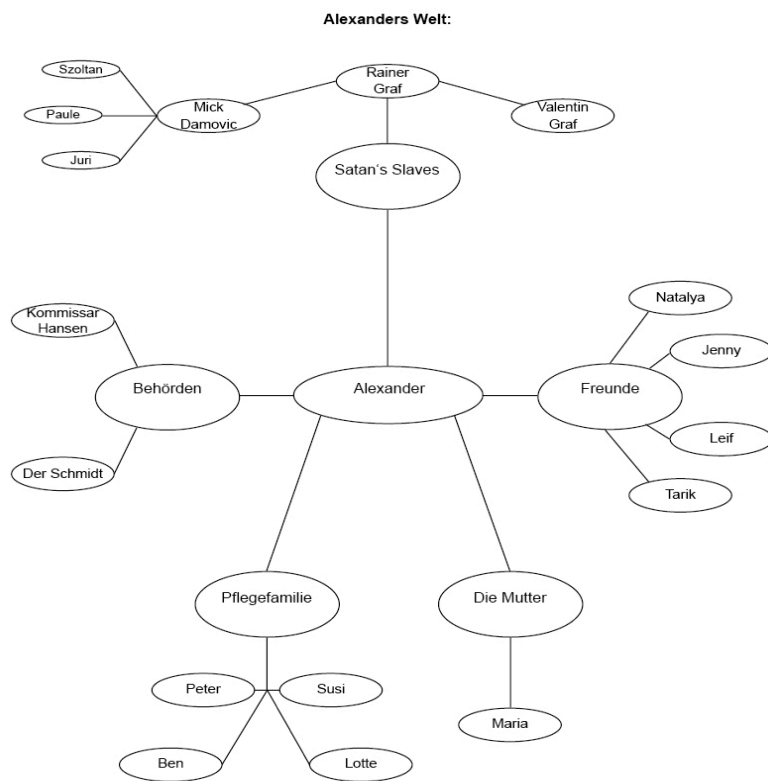 Alexanders Welt:
Szoltan
Rainer
Graf
Paule
Mick
Damovic
Valentin
Graf
Juri
Satan's Slaves
Kommissar
Hansen
Natalya
Jenny
Behörden
Alexander
Freunde
Leif
Der Schmidt
Tarik
Pflegefamilie
Die Mutter
Peter
Susi
Maria
Ben
Lotte